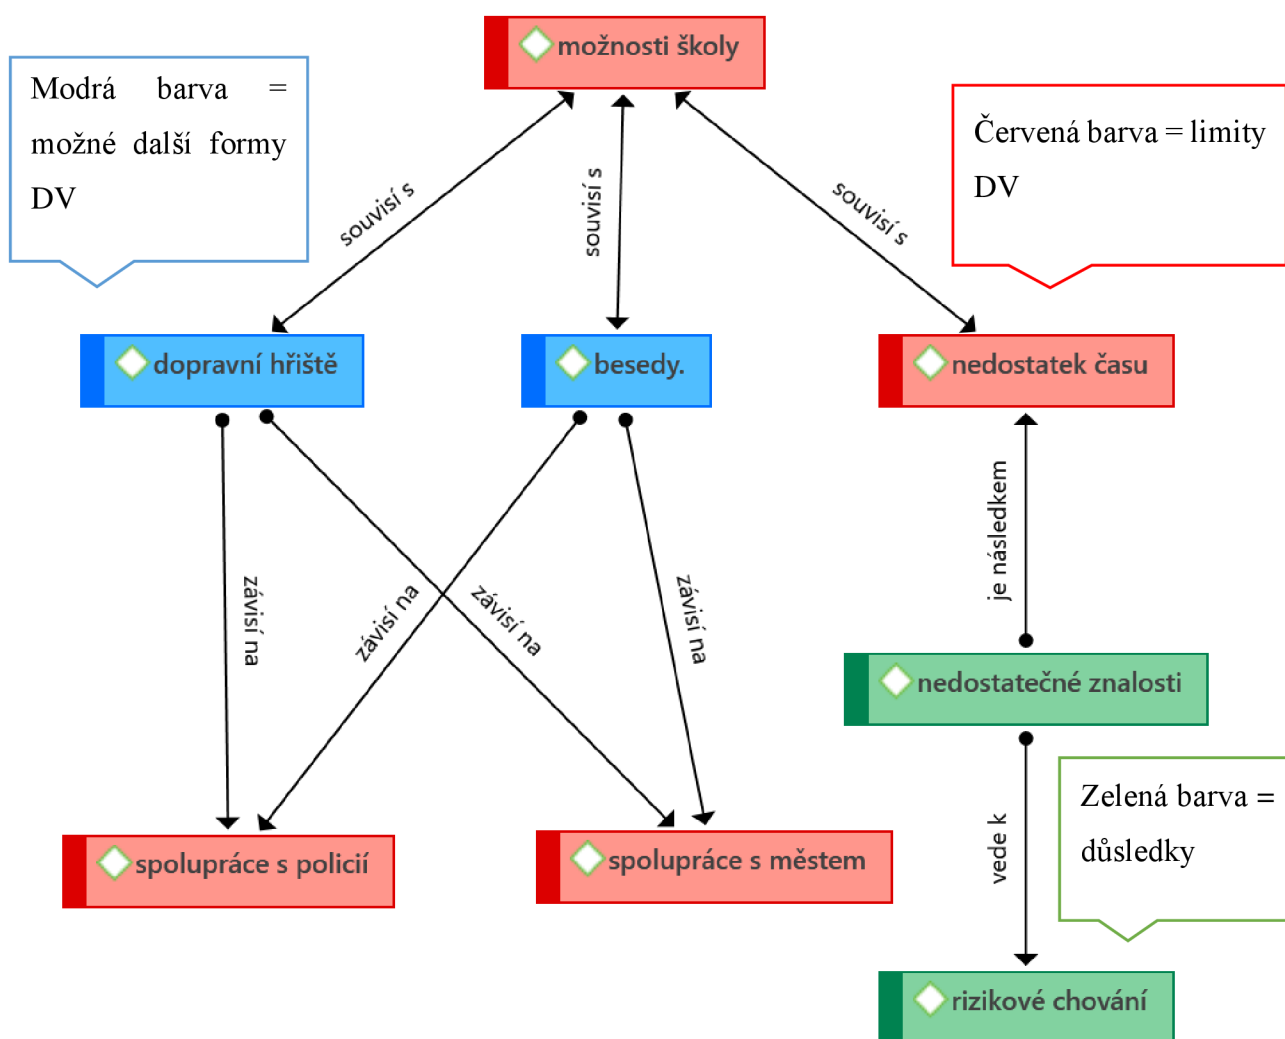 možnosti školy
Modrá barva =
možné další formy
DV
Červená barva = limity
DV
souvisí s
souvisí s
souvisí s
dopravní hřiště
besedy.
nedostatek času
je následkem
závisí na
závisí na
závisí na
závisí na
nedostatečné znalosti
Zelená barva =
důsledky
vede k
spolupráce s policií
spolupráce s městem
rizikové chování